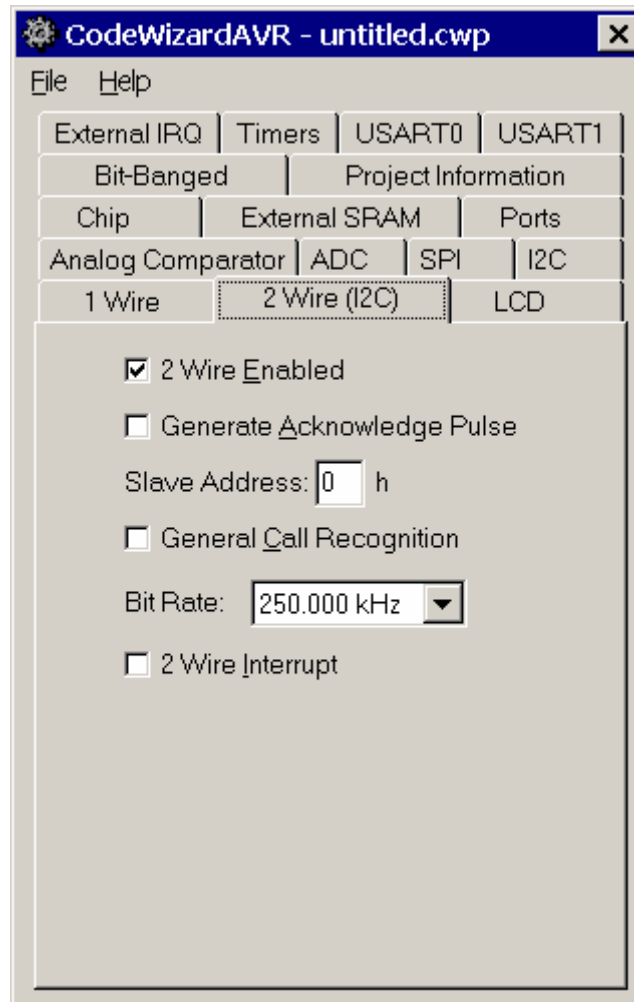 CodeWizardAVR - untitled.cwp
File Help
External IRQ Timers USART0 USART1
Bit-Banged Project Information
Chip External SRAM Ports
Analog Comparator ADC SPI I2C
1 Wire 2 Wire (I2C) LCD
2 Wire Enabled
Generate Acknowledge Pulse
Slave Address: 0 h
General Call Recognition
Bit Rate: 250.000 kHz
2 Wire Interrupt